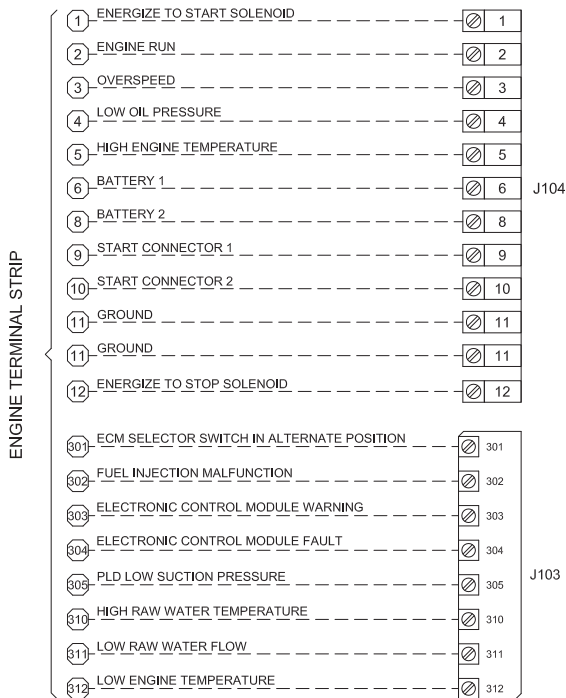 ENGINE TERMINAL STRIP
1 ENERGIZE TO START SOLENOID 1
2 ENGINE RUN 2
3 OVERSPEED 3
4 LOW OIL PRESSURE 4
5 HIGH ENGINE TEMPERATURE 5
6 BATTERY 1 6
J104
8 BATTERY 2 8
9 START CONNECTOR 1 9
10 START CONNECTOR 2 10
11 GROUND 11
11 GROUND 11
12 ENERGIZE TO STOP SOLENOID 12
301 ECM SELECTOR SWITCH IN ALTERNATE POSITION 301
302 FUEL INJECTION MALFUNCTION 302
303 ELECTRONIC CONTROL MODULE WARNING 303
304 ELECTRONIC CONTROL MODULE FAULT 304
305 PLD LOW SUCTION PRESSURE 305
J103
310 HIGH RAW WATER TEMPERATURE 310
311 LOW RAW WATER FLOW 311
312 LOW ENGINE TEMPERATURE 312